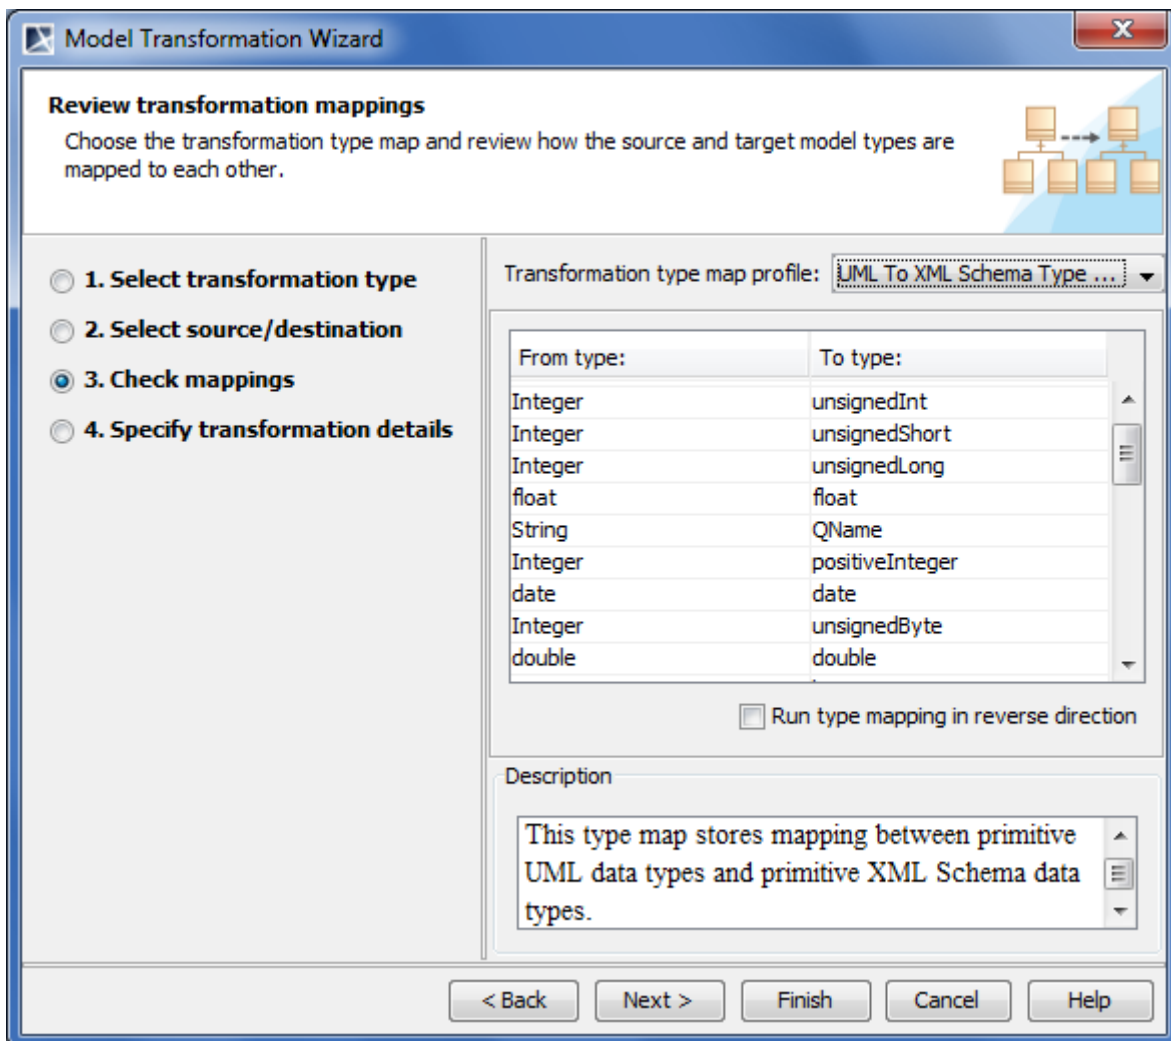 Model Transformation Wizard
Review transformation mappings
Choose the transformation type map and review how the source and target model types are
mapped to each other.
1. Select transformation type
2. Select source/destination
3. Check mappings
4. Specify transformation details
Transformation type map profile: UML To XML Schema Type ...
From type: To type:
Integer unsignedInt
Integer unsignedShort
Integer unsignedLong
float float
String QName
Integer positiveInteger
date date
Integer unsignedByte
double double
Run type mapping in reverse direction
Description
This type map stores mapping between primitive
UML data types and primitive XML Schema data
types.
< Back Next > Finish Cancel Help